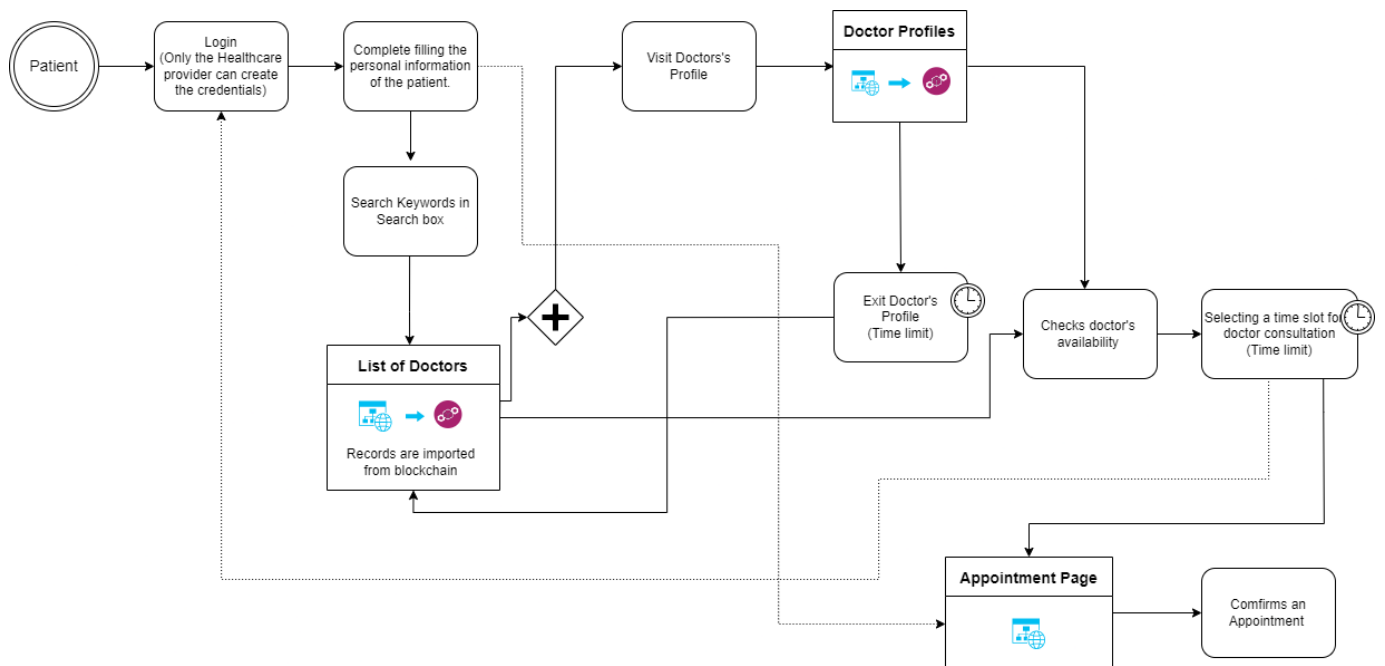 Patient
Login
(Only the Healthcare
provider can create
the credentials)
Complete filling the
personal information
of the patient.
Visit Doctors's
Profile
Doctor Profiles
Search Keywords in
Search box
Exit Doctor's
Profile
(Time limit)
Checks doctor's
availability
Selecting a time slot for
doctor consultation
(Time limit)
List of Doctors
Records are imported
from blockchain
Appointment Page
Comfirms an
Appointment